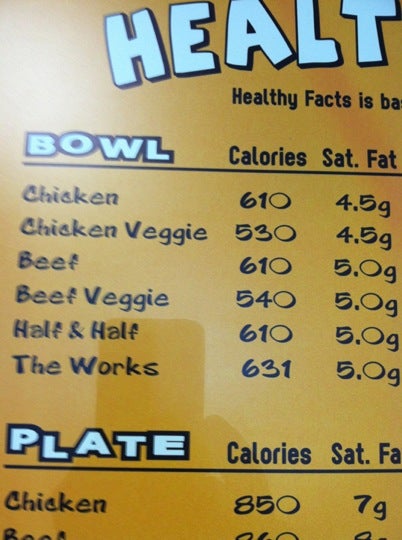 HEALT
Healthy Facts is ba
BOWL Calories Sat. Fat
Chicken 610 4.5g
Chicken Veggie 530 4.5g
Beef 610 5.0g
Beef Veggie 540 5.0g
Half & Half 610 5.0g
The Works 631 5.0g
PLATE Calories Sat. Fa
Chicken 850 7g
Beef